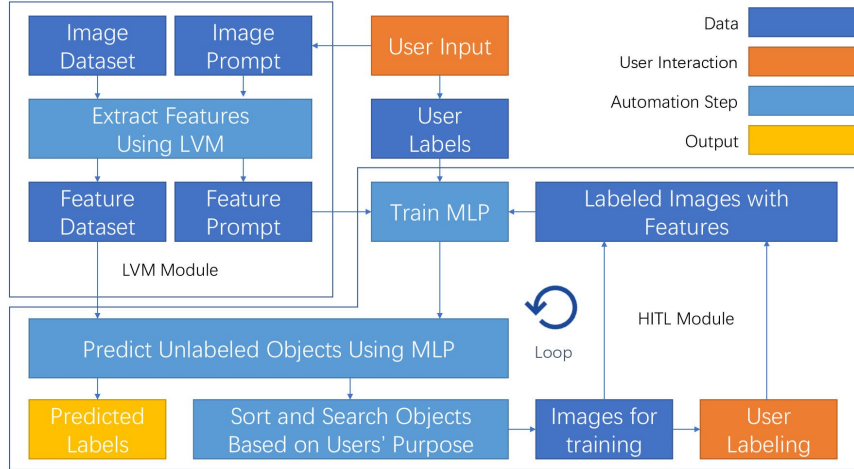 Image
Dataset
Image
Prompt
User Input
Data
User Interaction
Automation Step
Output
Extract Features
Using LVM
User
Labels
Feature
Dataset
Feature
Prompt
Train MLP
Labeled Images with
Features
LVM Module
HITL Module
Loop
Predict Unlabeled Objects Using MLP
Predicted
Labels
Sort and Search Objects
Based on Users' Purpose
Images for
training
User
Labeling